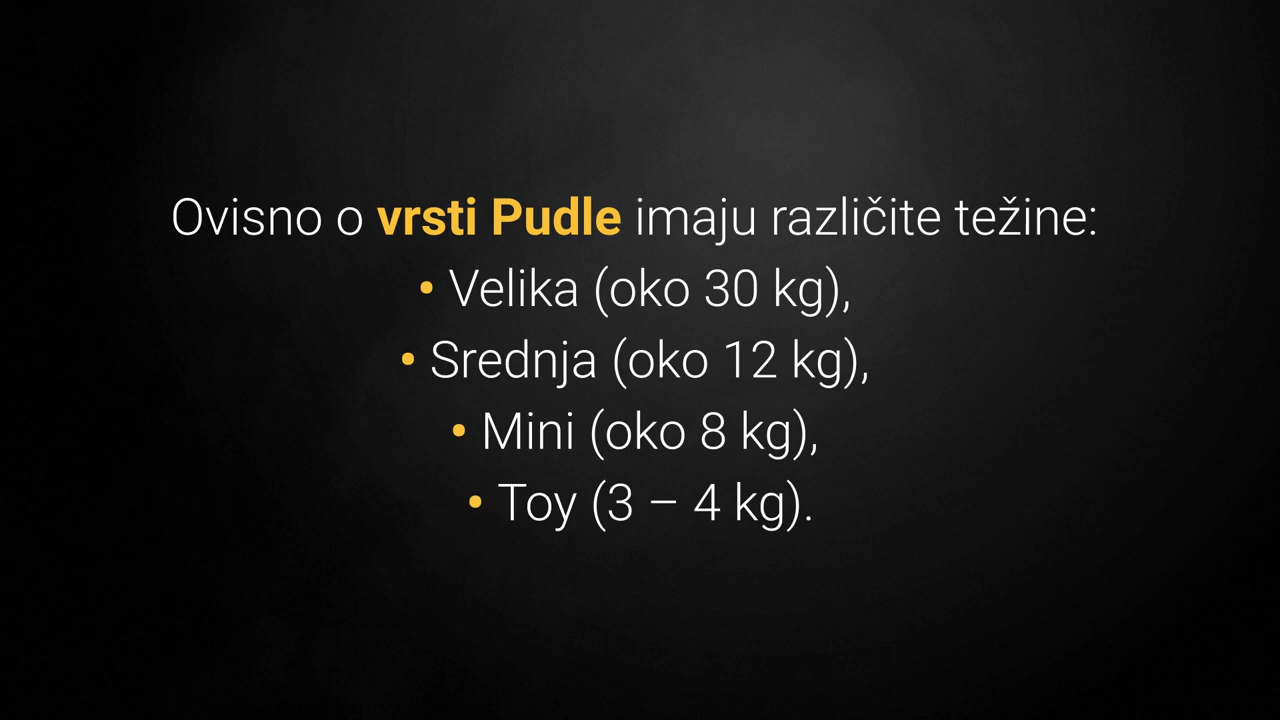 Ovisno o vrsti Pudle imaju različite težine:
• Velika (oko 30 kg),
• Srednja (oko 12 kg),
• Mini (oko 8 kg),
• Toy (3 – 4 kg).